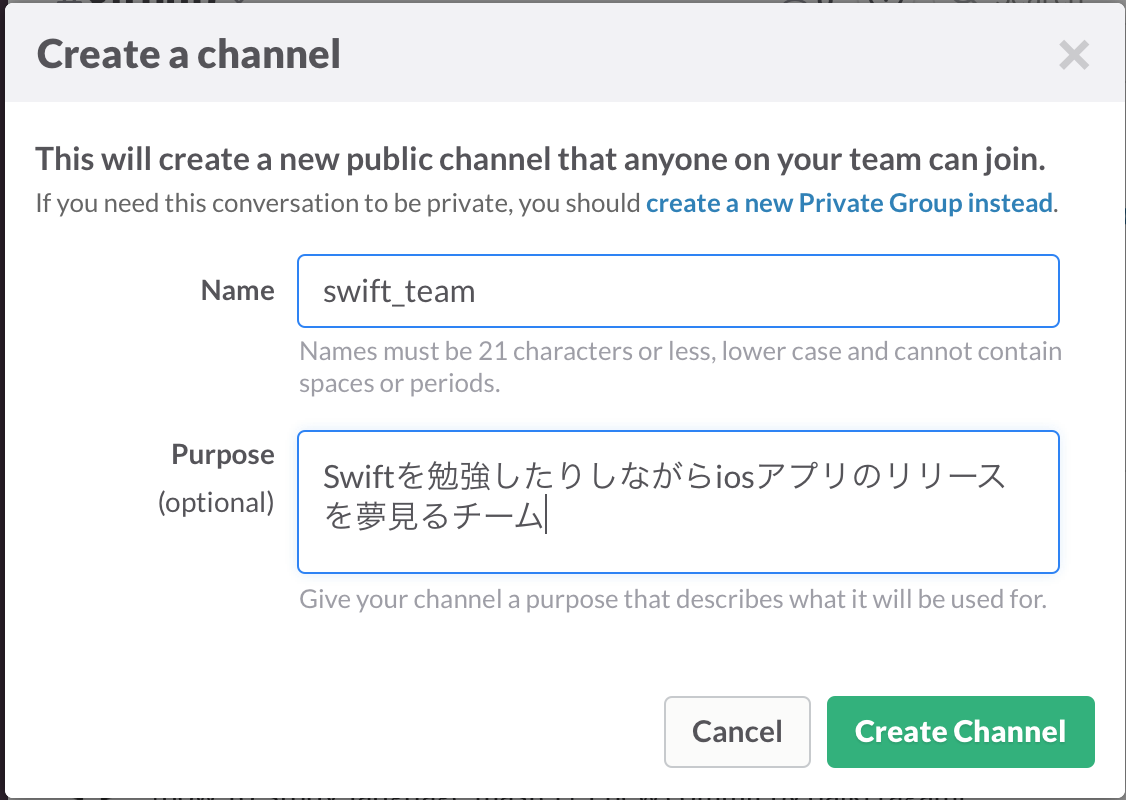 Create a channel
This will create a new public channel that anyone on your team can join.
If you need this conversation to be private, you should create a new Private Group instead.
Name
swift_team
Names must be 21 characters or less, lower case and cannot contain
spaces or periods.
Purpose
(optional)
Swiftを勉強したりしながらiosアプリのリリース
を夢見るチーム
Give your channel a purpose that describes what it will be used for.
Cancel
Create Channel